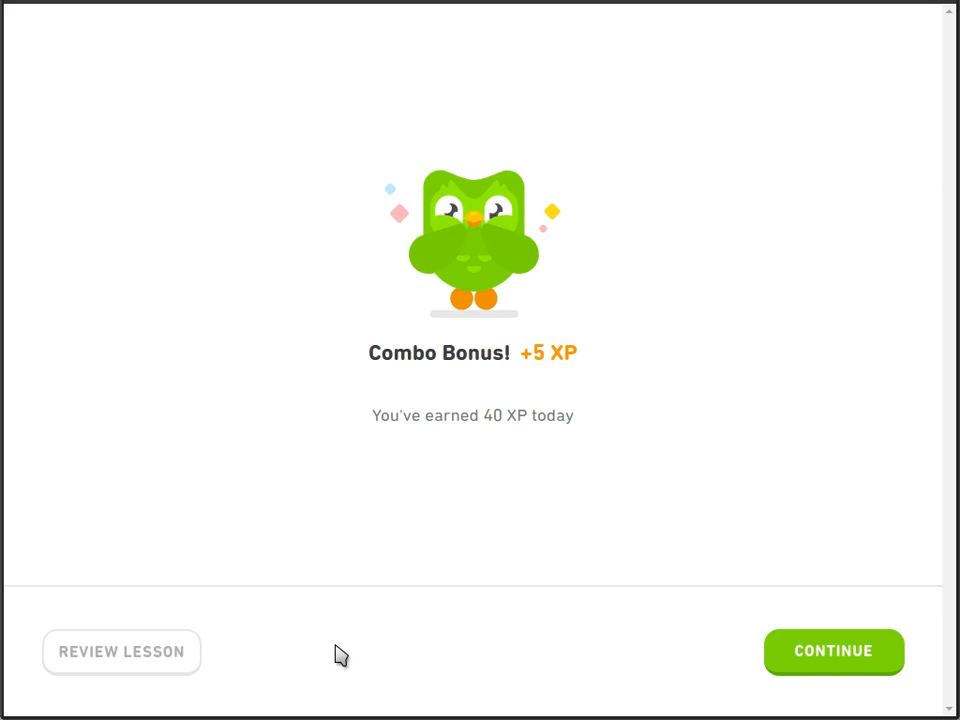 Combo Bonus! +5 XP
You've earned 40 XP today
REVIEW LESSON
CONTINUE